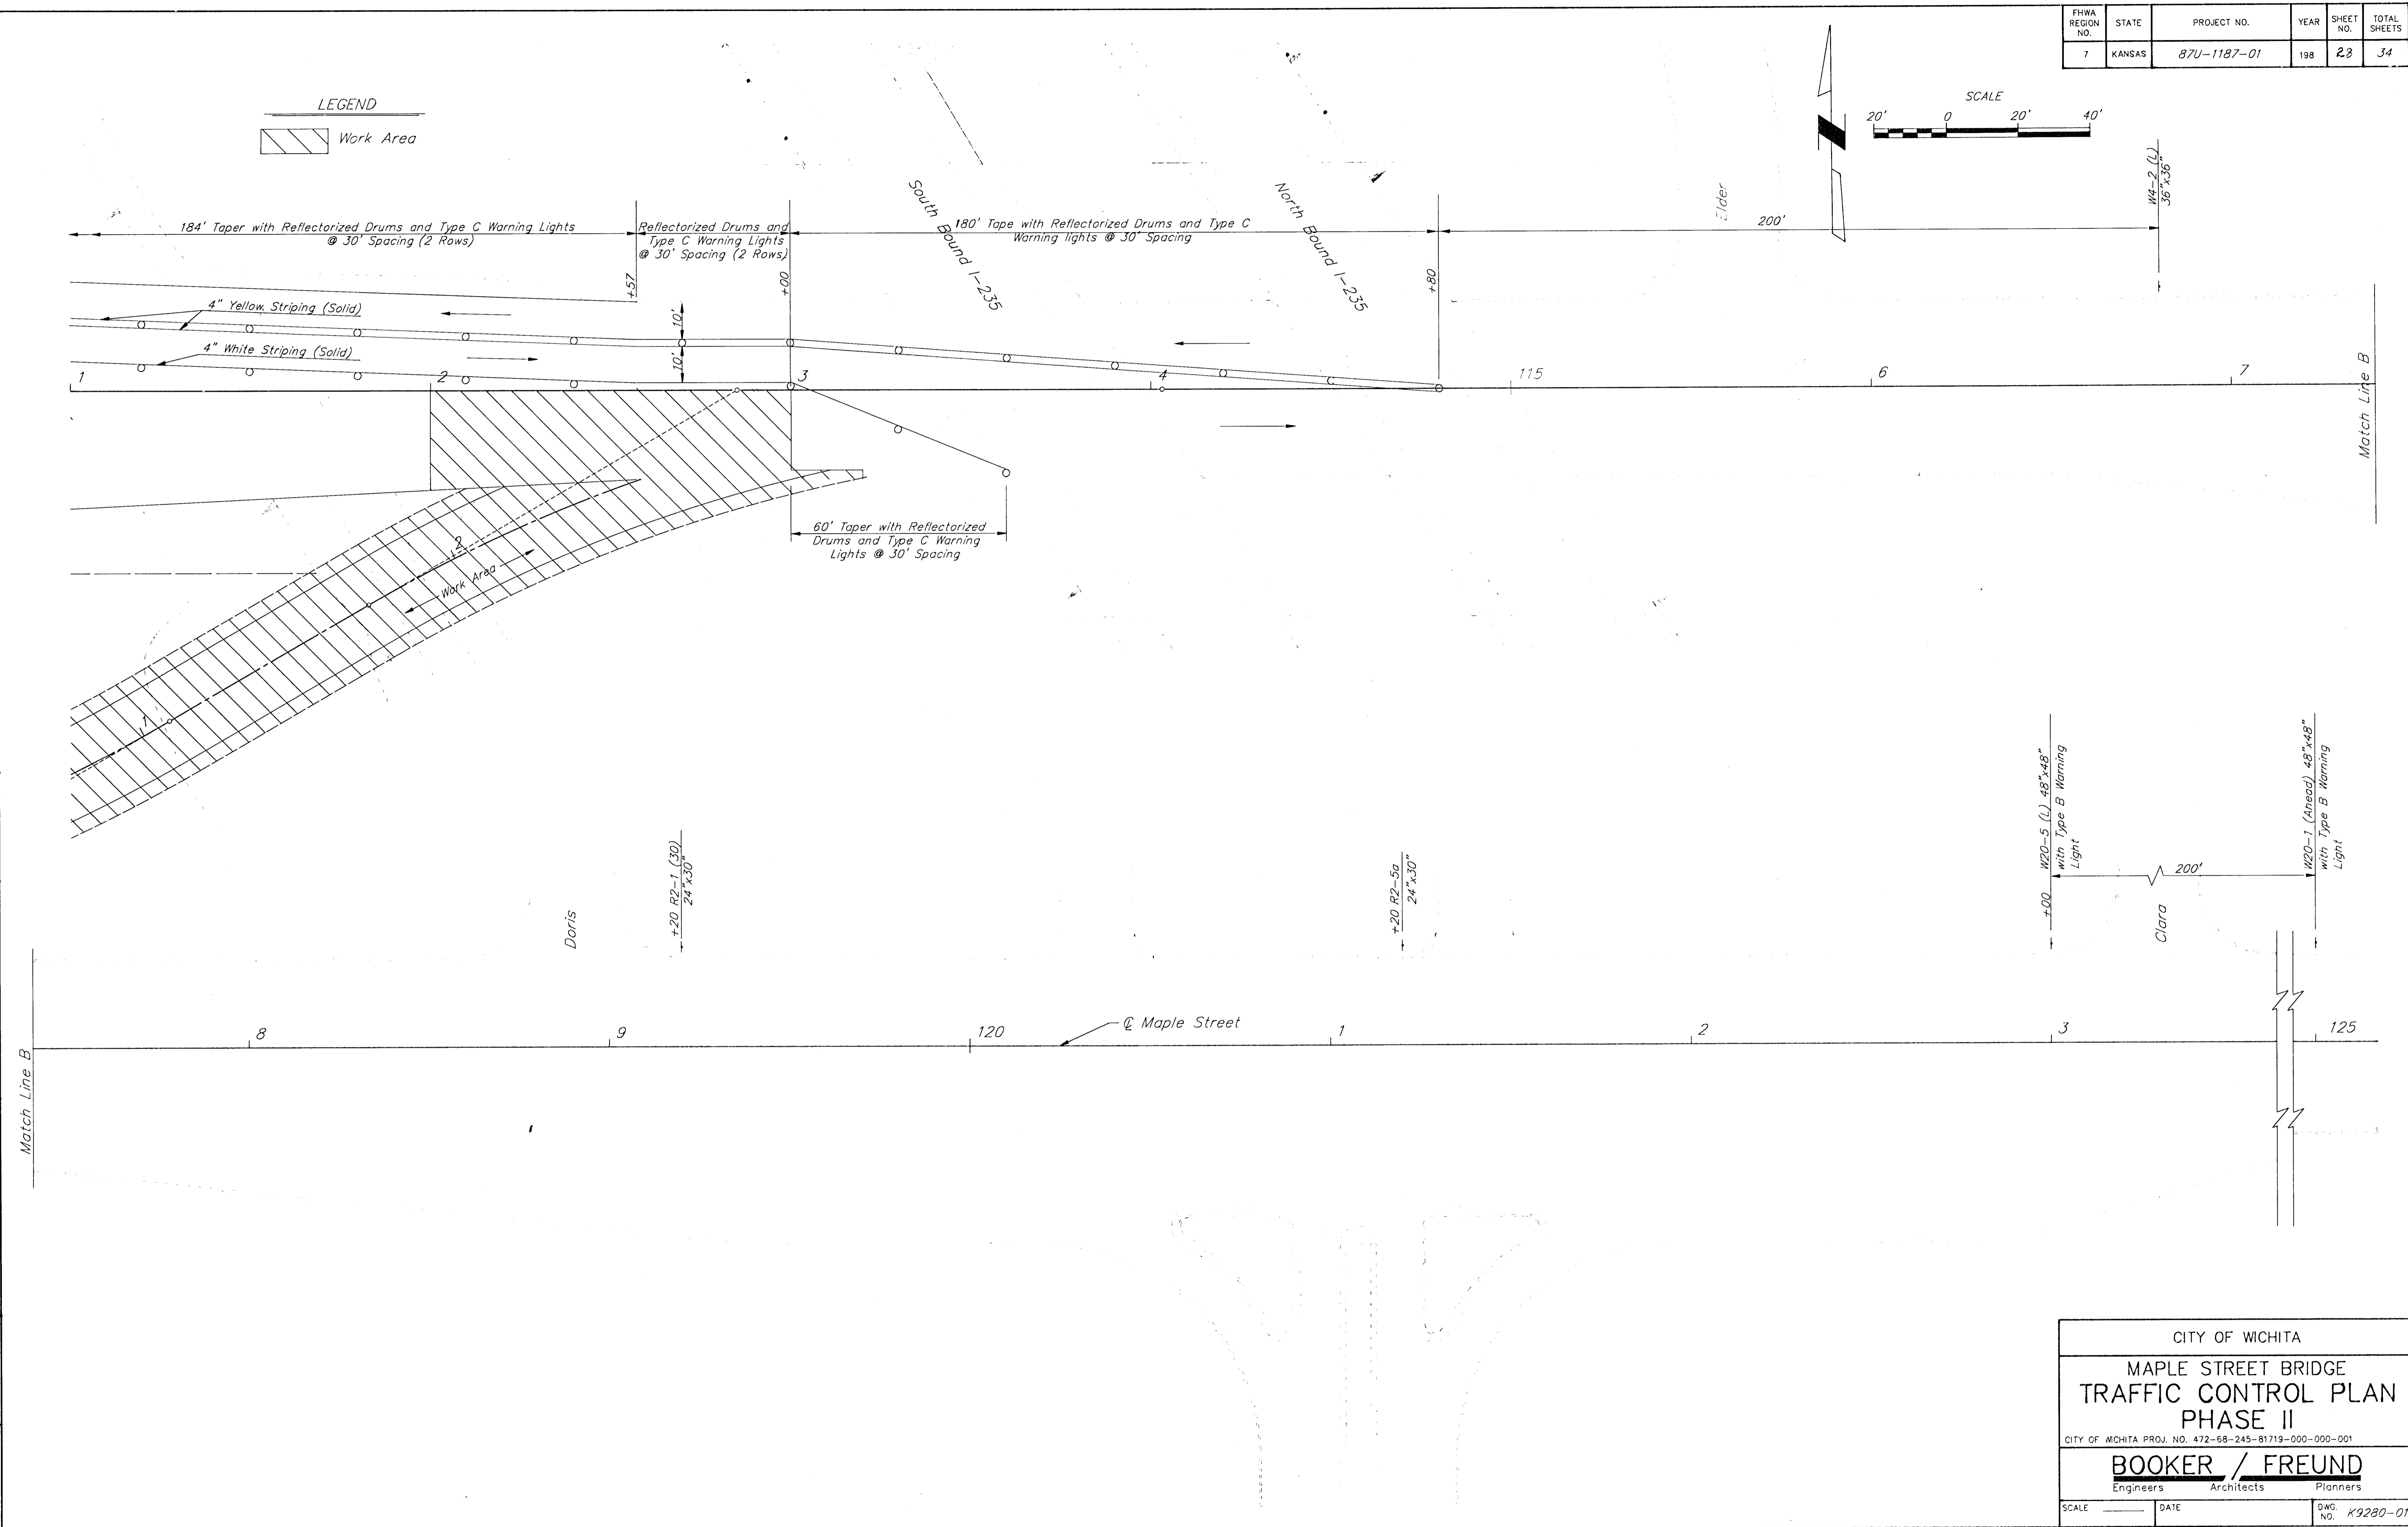 FHWA REGION NO.
STATE
PROJECT NO.
YEAR
SHEET NO.
TOTAL SHEETS
7
KANSAS
87U-1187-01
198
28
34
LEGEND
Work Area
SCALE
20' 0 20' 40'
W4-2 (L)
36"x36"
184' Taper with Reflectorized Drums and Type C Warning Lights
@ 30' Spacing (2 Rows)
Reflectorized Drums and
Type C Warning Lights
@ 30' Spacing (2 Rows)
180' Tape with Reflectorized Drums and Type C
Warning lights @ 30' Spacing
200'
South Bound I-235
North Bound I-235
Elder
+57
+00
+80
4" Yellow Striping (Solid)
4" White Striping (Solid)
10'
10'
1 2 3 4 115 6 7
Match Line B
60' Taper with Reflectorized
Drums and Type C Warning
Lights @ 30' Spacing
2
Work Area
1
Doris
+20 R2-1 (30)
24"x30"
+20 R2-5a
24"x30"
+00 W20-5 (L) 48"x48"
with Type B Warning
Light
200'
Clara
W20-1 (Ahead) 48"x48"
with Type B Warning
Light
Match Line B
8 9 120 1 2 3 125
℄ Maple Street
CITY OF WICHITA
MAPLE STREET BRIDGE
TRAFFIC CONTROL PLAN
PHASE II
CITY OF WICHITA PROJ. NO. 472-68-245-81719-000-000-001
BOOKER / FREUND
Engineers Architects Planners
SCALE
DATE
DWG. NO. K9280-01